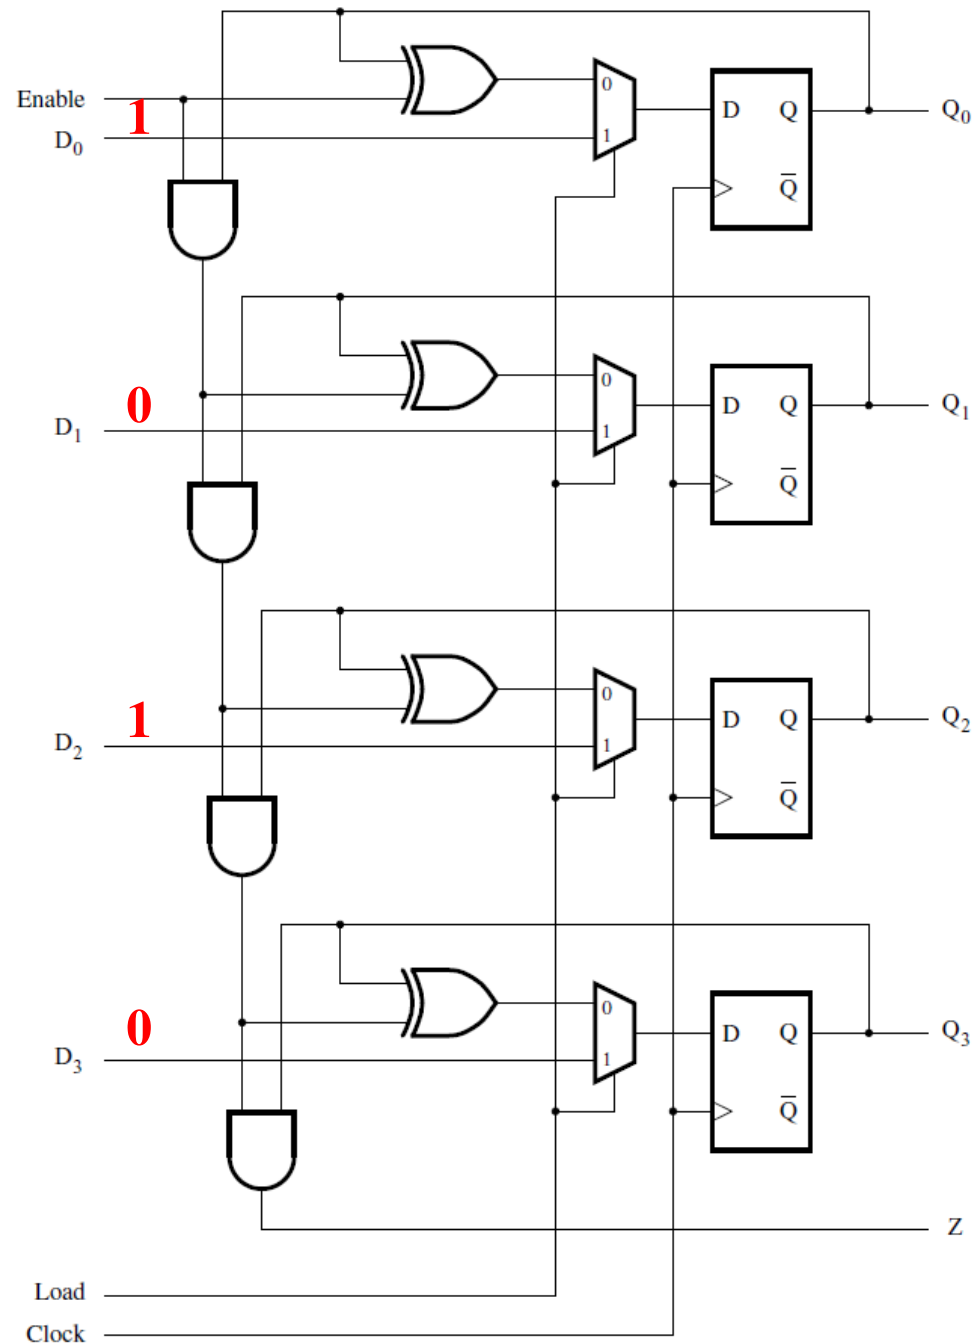 Enable 1 0 D Q Q0
D0 1 Q̅
0 0 D Q Q1
D1 1 Q̅
1 0 D Q Q2
D2 1 Q̅
0 0 D Q Q3
D3 1 Q̅
Z
Load
Clock